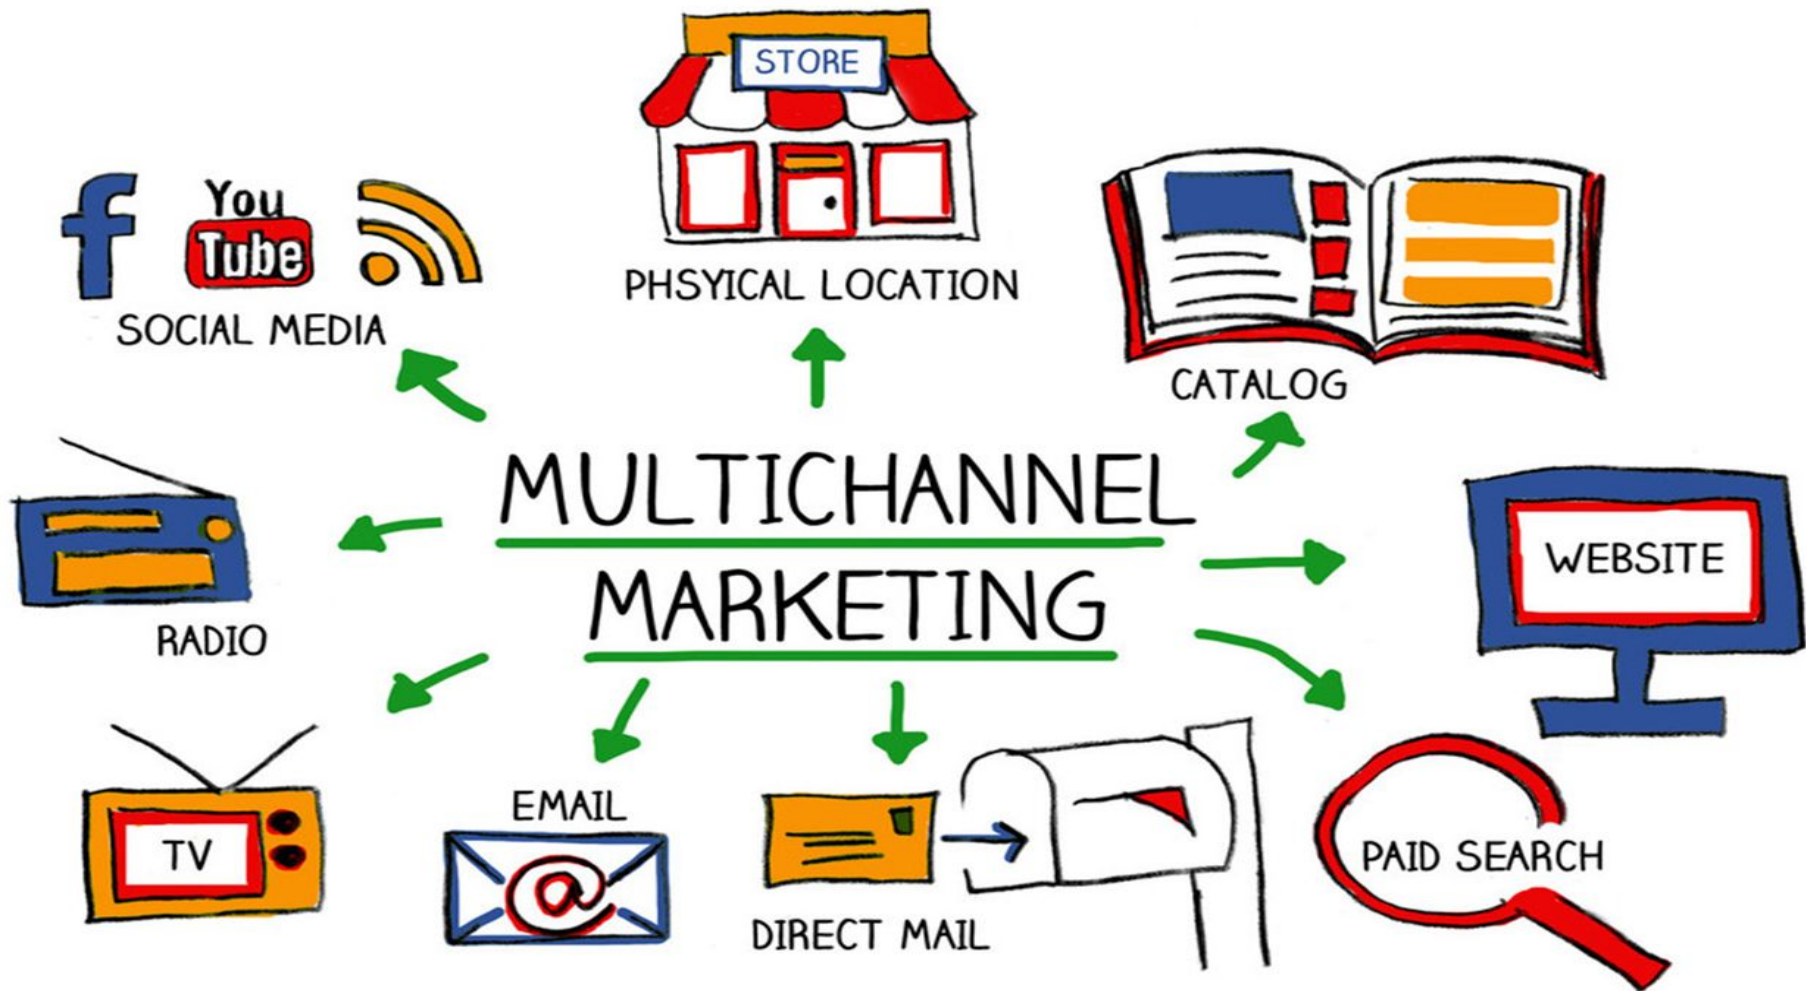 STORE
PHSYICAL LOCATION
You
Tube
SOCIAL MEDIA
CATALOG
MULTICHANNEL
MARKETING
WEBSITE
RADIO
TV
EMAIL
@
DIRECT MAIL
PAID SEARCH